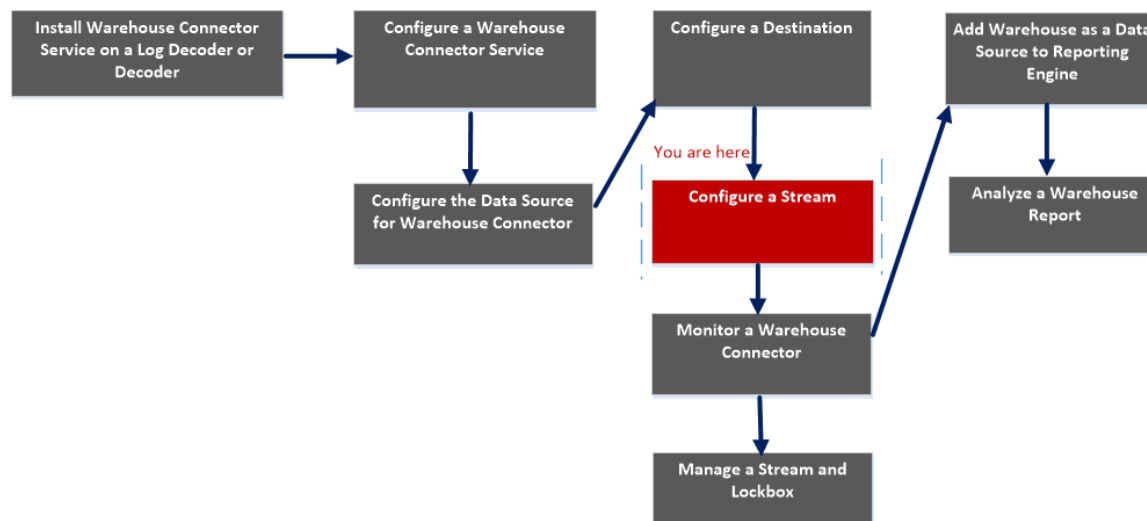 Install Warehouse Connector
Service on a Log Decoder or
Decoder
Configure a Warehouse
Connector Service
Configure the Data Source
for Warehouse Connector
Configure a Destination
You are here
Configure a Stream
Monitor a Warehouse
Connector
Manage a Stream and
Lockbox
Add Warehouse as a Data
Source to Reporting
Engine
Analyze a Warehouse
Report